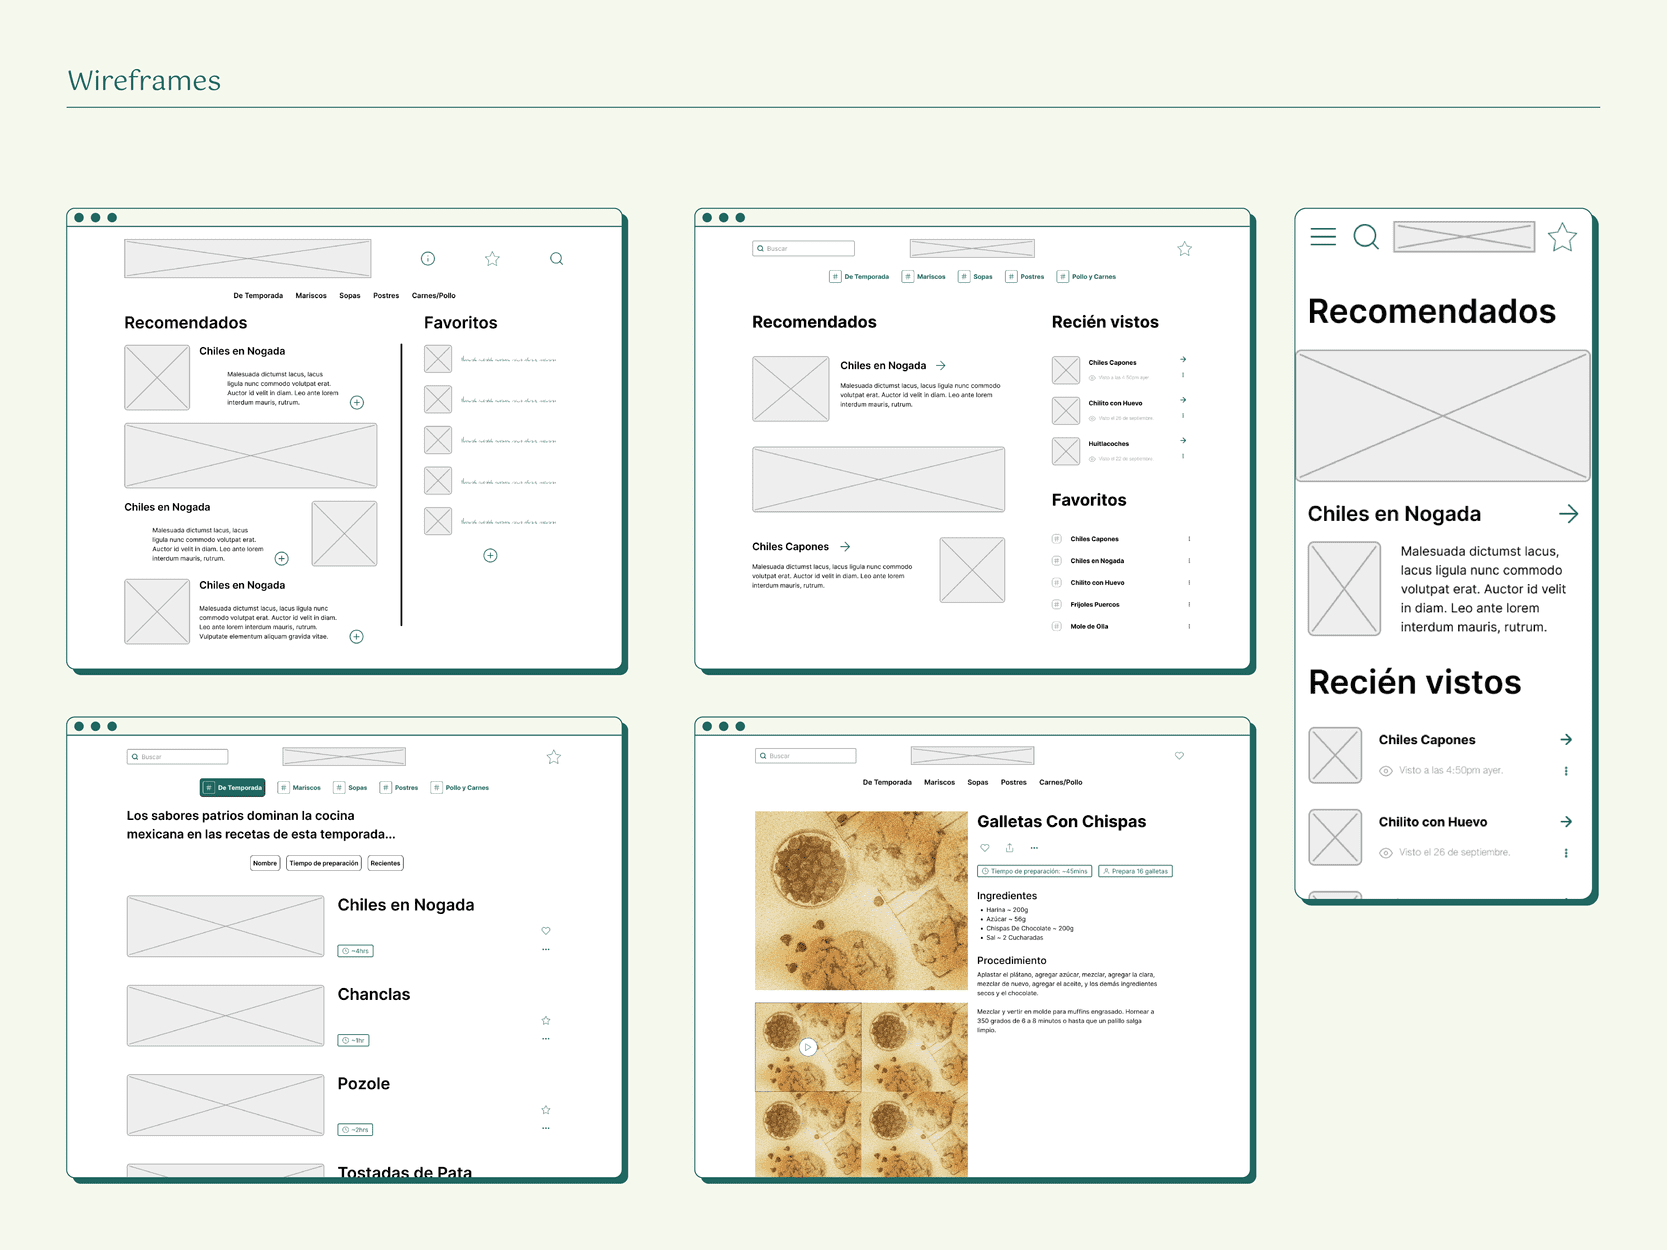 Wireframes
De Temporada Mariscos Sopas Postres Carnes/Pollo
Recomendados
Chiles en Nogada
Malesuada dictumst lacus, lacus
ligula nunc commodo volutpat erat.
Auctor id velit in diam. Leo ante lorem
interdum mauris, rutrum.
Chiles en Nogada
Malesuada dictumst lacus, lacus
ligula nunc commodo volutpat erat.
Auctor id velit in diam. Leo ante lorem
interdum mauris, rutrum.
Chiles en Nogada
Malesuada dictumst lacus, lacus ligula nunc
commodo volutpat erat. Auctor id velit in
diam. Leo ante lorem interdum mauris, rutrum.
Vulputate elementum aliquam gravida vitae.
Favoritos
Buscar
# De Temporada # Mariscos # Sopas # Postres # Pollo y Carnes
Recomendados
Chiles en Nogada
Malesuada dictumst lacus, lacus ligula nunc commodo
volutpat erat. Auctor id velit in diam. Leo ante lorem
interdum mauris, rutrum.
Chiles Capones
Malesuada dictumst lacus, lacus ligula nunc commodo
volutpat erat. Auctor id velit in diam. Leo ante lorem
interdum mauris, rutrum.
Recién vistos
Chiles Capones
Visto a las 4:50pm ayer.
Chilito con Huevo
Visto el 26 de septiembre.
Huitlacoches
Visto el 22 de septiembre.
Favoritos
# Chiles Capones
# Chiles en Nogada
# Chilito con Huevo
# Frijoles Puercos
# Mole de Olla
Recomendados
Chiles en Nogada
Malesuada dictumst lacus,
lacus ligula nunc commodo
volutpat erat. Auctor id velit
in diam. Leo ante lorem
interdum mauris, rutrum.
Recién vistos
Chiles Capones
Visto a las 4:50pm ayer.
Chilito con Huevo
Visto el 26 de septiembre.
Buscar
# De Temporada # Mariscos # Sopas # Postres # Pollo y Carnes
Los sabores patrios dominan la cocina
mexicana en las recetas de esta temporada...
Nombre Tiempo de preparación Recientes
Chiles en Nogada
~4hrs
Chanclas
~1hr
Pozole
~2hrs
Tostadas de Pata
Buscar
De Temporada Mariscos Sopas Postres Carnes/Pollo
Galletas Con Chispas
Tiempo de preparación: ~45mins Prepara 16 galletas
Ingredientes
• Harina ~ 200g
• Azúcar ~ 56g
• Chispas De Chocolate ~ 200g
• Sal ~ 2 Cucharadas
Procedimiento
Aplastar el plátano, agregar azúcar, mezclar, agregar la clara,
mezclar de nuevo, agregar el aceite, y los demás ingredientes
secos y el chocolate.
Mezclar y vertir en molde para muffins engrasado. Hornear a
350 grados de 6 a 8 minutos o hasta que un palillo salga
limpio.